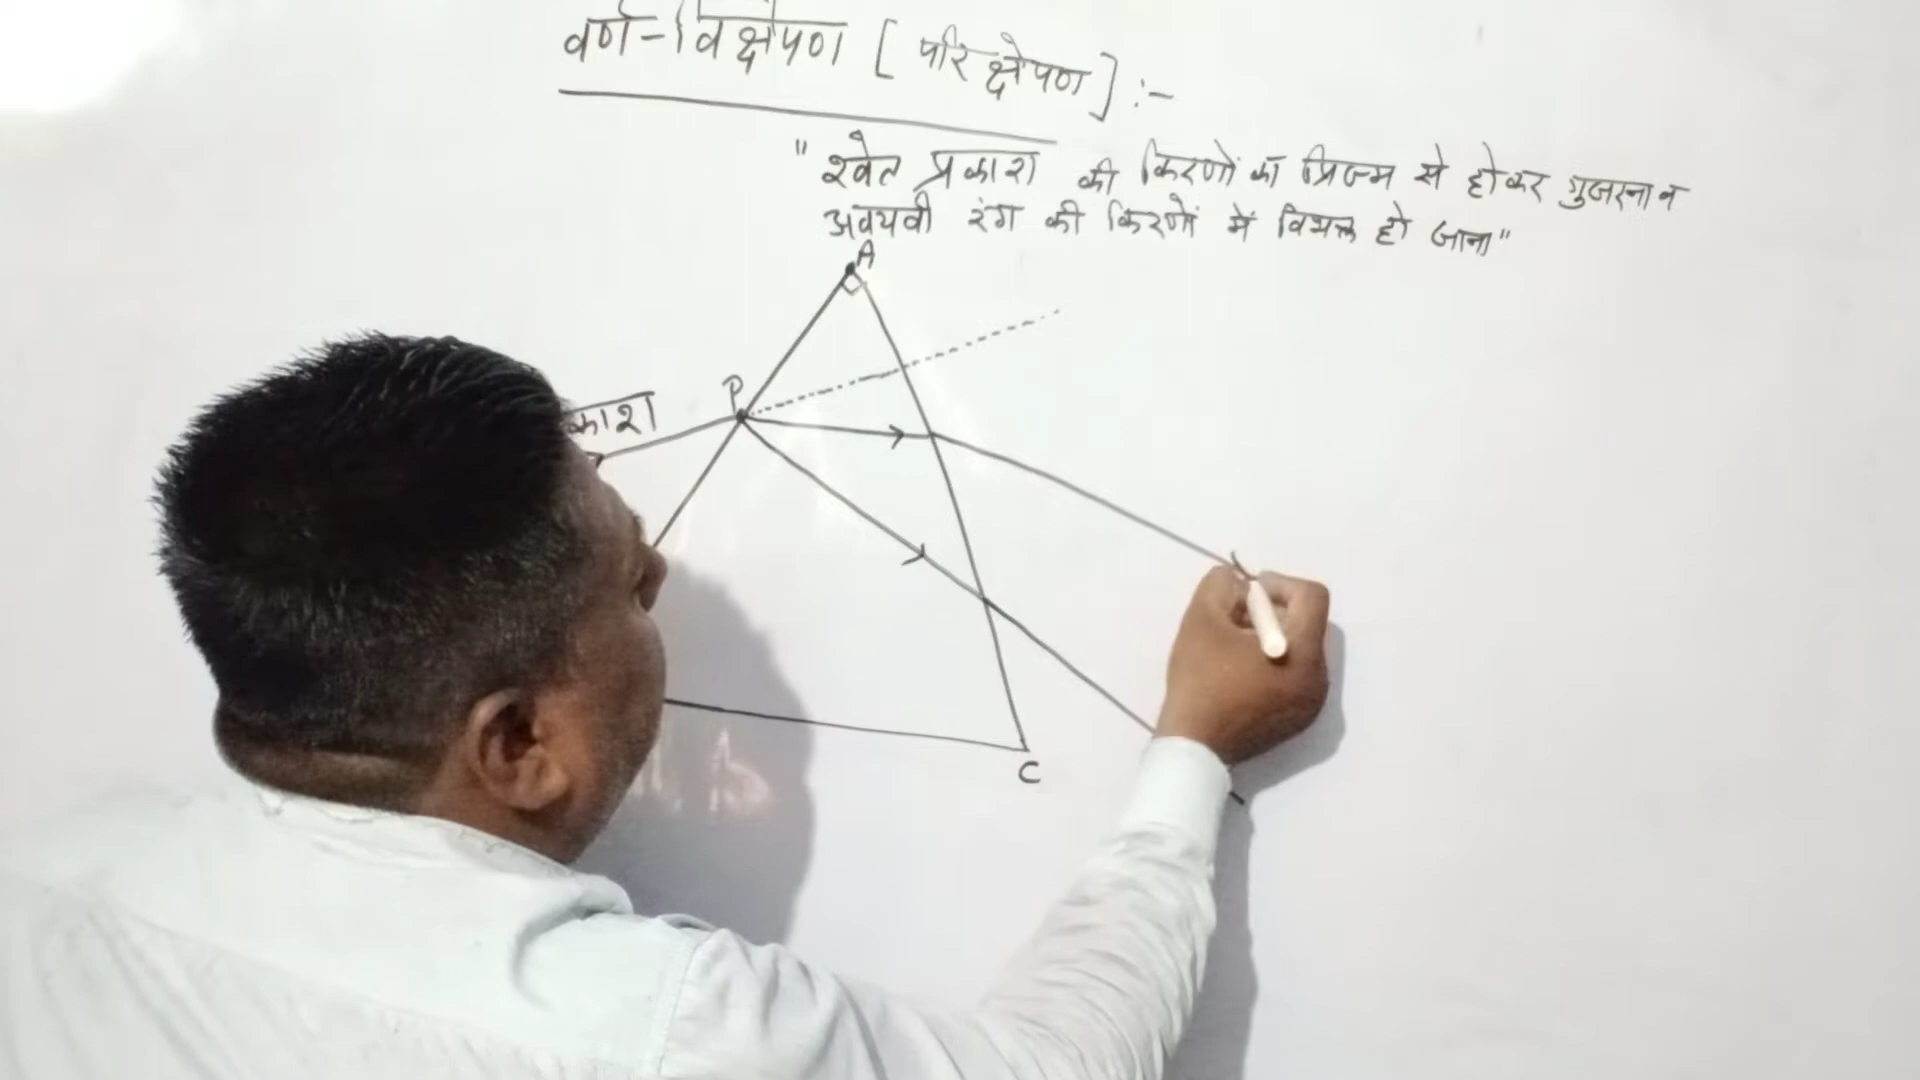 वर्ण-विक्षेपण [ परिक्षेपण ] :-
"श्वेत प्रकाश की किरणों का प्रिज्म से होकर गुजरना व
अवयवी रंग की किरणों में विभक्त हो जाना"
A
P
काश
C